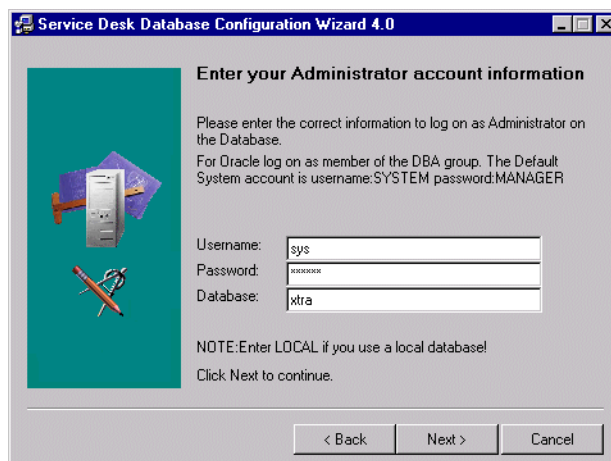 Service Desk Database Configuration Wizard 4.0
Enter your Administrator account information
Please enter the correct information to log on as Administrator on
the Database.
For Oracle log on as member of the DBA group. The Default
System account is username:SYSTEM password:MANAGER
Username: sys
Password: xxxxxx
Database: xtra
NOTE:Enter LOCAL if you use a local database!
Click Next to continue.
< Back Next > Cancel